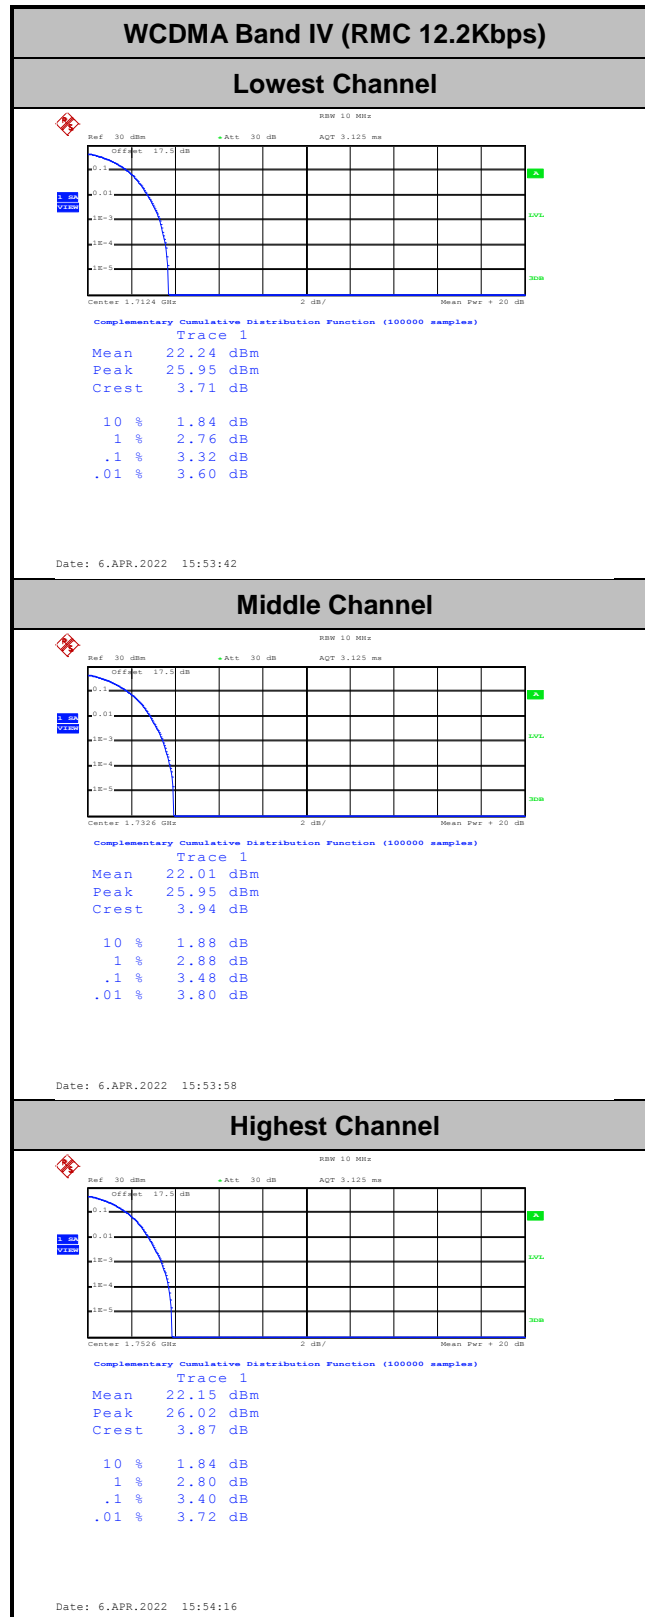 WCDMA Band IV (RMC 12.2Kbps)
Lowest Channel
R S
RBW 10 MHz
Ref 30 dBm *Att 30 dB AQT 3.125 ms
Offset 17.5 dB
0.1
A
0.01
1 SA
VIEW
1E-3
LVL
1E-4
1E-5
3DB
Center 1.7124 GHz 2 dB/ Mean Pwr + 20 dB
Complementary Cumulative Distribution Function (100000 samples)
Trace 1
Mean 22.24 dBm
Peak 25.95 dBm
Crest 3.71 dB
10 % 1.84 dB
1 % 2.76 dB
.1 % 3.32 dB
.01 % 3.60 dB
Date: 6.APR.2022 15:53:42
Middle Channel
R S
RBW 10 MHz
Ref 30 dBm *Att 30 dB AQT 3.125 ms
Offset 17.5 dB
0.1
A
0.01
1 SA
VIEW
1E-3
LVL
1E-4
1E-5
3DB
Center 1.7326 GHz 2 dB/ Mean Pwr + 20 dB
Complementary Cumulative Distribution Function (100000 samples)
Trace 1
Mean 22.01 dBm
Peak 25.95 dBm
Crest 3.94 dB
10 % 1.88 dB
1 % 2.88 dB
.1 % 3.48 dB
.01 % 3.80 dB
Date: 6.APR.2022 15:53:58
Highest Channel
R S
RBW 10 MHz
Ref 30 dBm *Att 30 dB AQT 3.125 ms
Offset 17.5 dB
0.1
A
0.01
1 SA
VIEW
1E-3
LVL
1E-4
1E-5
3DB
Center 1.7526 GHz 2 dB/ Mean Pwr + 20 dB
Complementary Cumulative Distribution Function (100000 samples)
Trace 1
Mean 22.15 dBm
Peak 26.02 dBm
Crest 3.87 dB
10 % 1.84 dB
1 % 2.80 dB
.1 % 3.40 dB
.01 % 3.72 dB
Date: 6.APR.2022 15:54:16